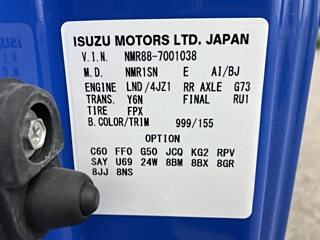 ISUZU MOTORS LTD. JAPAN
V.I.N. NMR88-7001038
M.D. NMR1SN E AI/BJ
ENGINE LND/4JZ1 RR AXLE G73
TRANS. Y6N FINAL RU1
TIRE FPX
B.COLOR/TRIM 999/155
OPTION
C60 FF0 G50 JCQ KG2 RPV
SAY U69 24W 8BM 8BX 8GR
8JJ 8NS